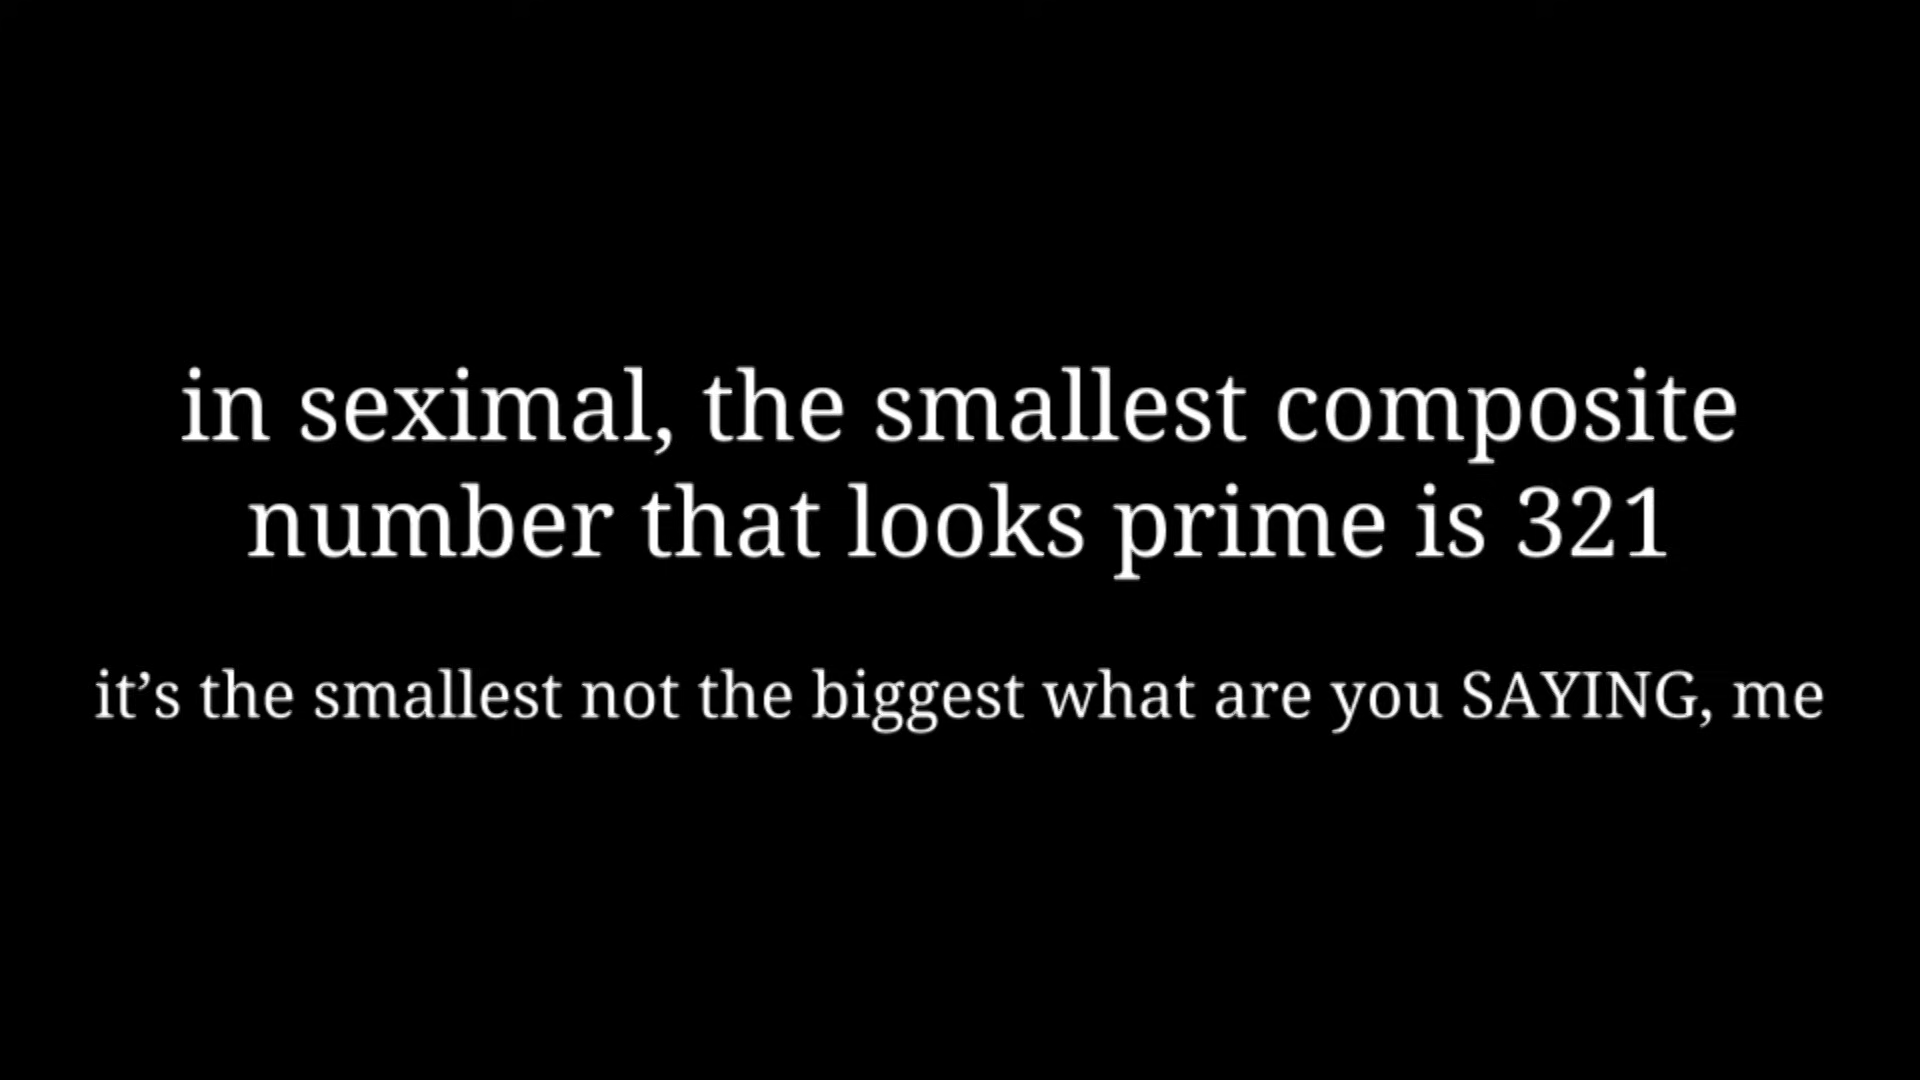 in seximal, the smallest composite
number that looks prime is 321
it’s the smallest not the biggest what are you SAYING, me